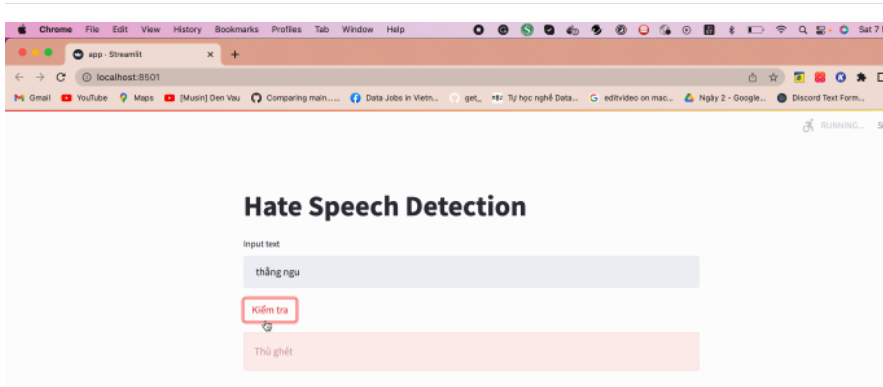 Chrome File Edit View History Bookmarks Profiles Tab Window Help Sat 7
app · Streamlit
localhost:8501
Gmail YouTube Maps [Musin] Den Vau Comparing main..... Data Jobs in Vietn... get_ Tự học nghề Data... editvideo on mac... Ngày 2 - Google... Discord Text Form...
RUNNING...
Hate Speech Detection
Input text
thằng ngu
Kiểm tra
Thù ghét